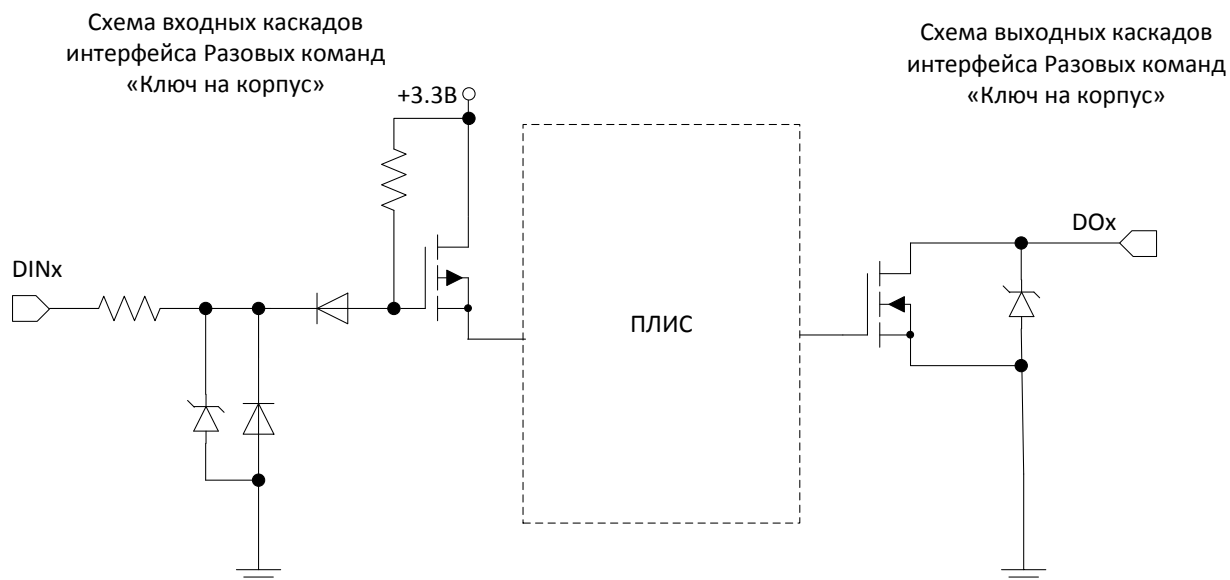 Схема входных каскадов
интерфейса Разовых команд
«Ключ на корпус»
Схема выходных каскадов
интерфейса Разовых команд
«Ключ на корпус»
+3.3В
DINx
ПЛИС
DOx